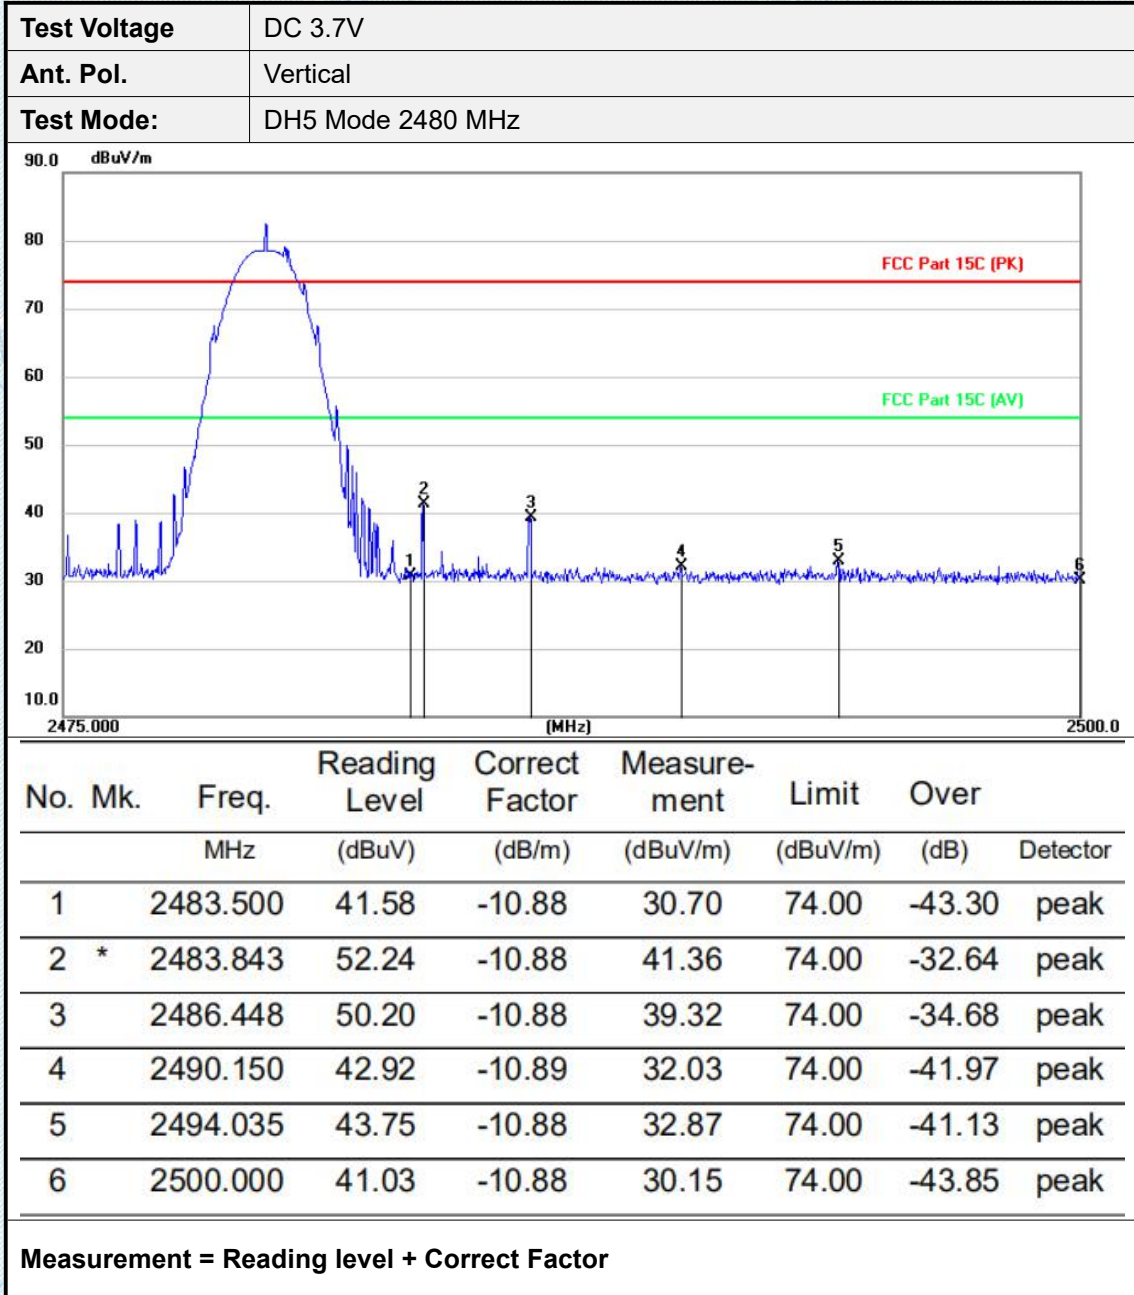 Test Voltage DC 3.7V
Ant. Pol. Vertical
Test Mode: DH5 Mode 2480 MHz
90.0 dBuV/m
80
FCC Part 15C (PK)
70
60
FCC Part 15C (AV)
50
2
40 3
1 4 5 6
30
20
10.0
2475.000 (MHz) 2500.0
No. Mk. Freq. Reading Level Correct Factor Measure-ment Limit Over
MHz (dBuV) (dB/m) (dBuV/m) (dBuV/m) (dB) Detector
1 2483.500 41.58 -10.88 30.70 74.00 -43.30 peak
2 * 2483.843 52.24 -10.88 41.36 74.00 -32.64 peak
3 2486.448 50.20 -10.88 39.32 74.00 -34.68 peak
4 2490.150 42.92 -10.89 32.03 74.00 -41.97 peak
5 2494.035 43.75 -10.88 32.87 74.00 -41.13 peak
6 2500.000 41.03 -10.88 30.15 74.00 -43.85 peak
Measurement = Reading level + Correct Factor